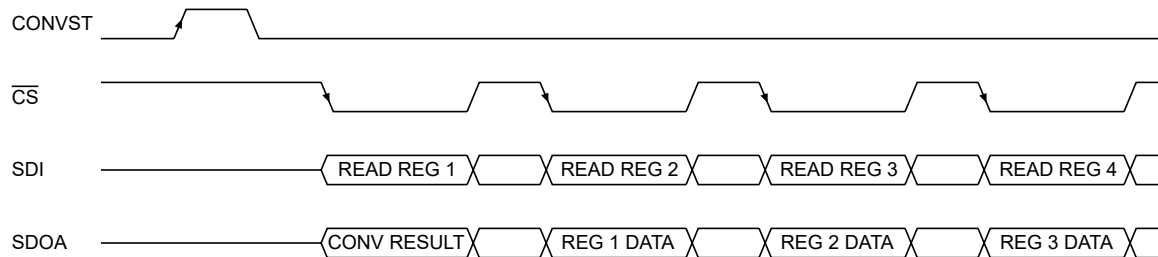 CONVST
CS
SDI READ REG 1 READ REG 2 READ REG 3 READ REG 4
SDOA CONV RESULT REG 1 DATA REG 2 DATA REG 3 DATA